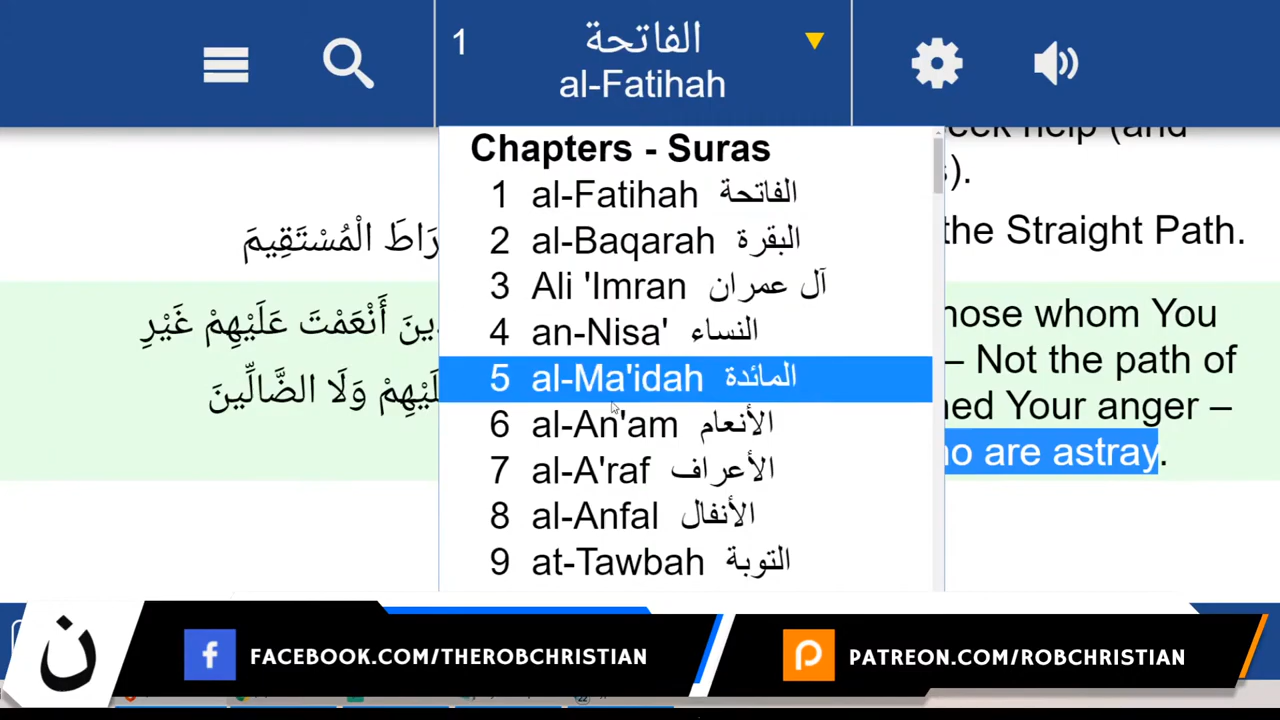 1
الفاتحة
al-Fatihah
Chapters - Suras
1 al-Fatihah الفاتحة
2 al-Baqarah البقرة
3 Ali 'Imran آل عمران
4 an-Nisa' النساء
5 al-Ma'idah المائدة
6 al-An'am الأنعام
7 al-A'raf الأعراف
8 al-Anfal الأنفال
9 at-Tawbah التوبة
رَاطَ الْمُسْتَقِيمَ
ينَ أَنْعَمْتَ عَلَيْهِمْ غَيْرِ
لَيْهِمْ وَلَا الضَّالِّينَ
eek help (and
s).
the Straight Path.
hose whom You
– Not the path of
ned Your anger –
ho are astray.
ن
FACEBOOK.COM/THEROBCHRISTIAN
PATREON.COM/ROBCHRISTIAN